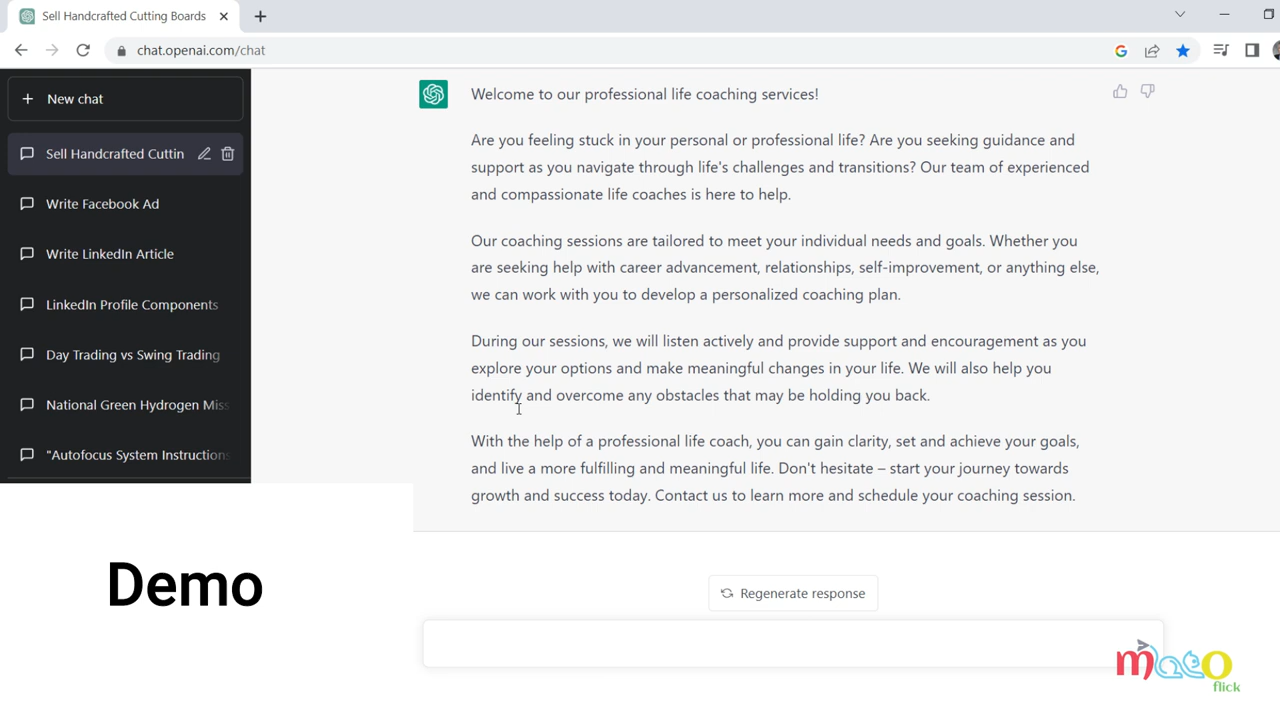 Sell Handcrafted Cutting Boards
chat.openai.com/chat
New chat
Sell Handcrafted Cuttin
Write Facebook Ad
Write LinkedIn Article
LinkedIn Profile Components
Day Trading vs Swing Trading
National Green Hydrogen Miss
"Autofocus System Instructions
Welcome to our professional life coaching services!
Are you feeling stuck in your personal or professional life? Are you seeking guidance and
support as you navigate through life's challenges and transitions? Our team of experienced
and compassionate life coaches is here to help.
Our coaching sessions are tailored to meet your individual needs and goals. Whether you
are seeking help with career advancement, relationships, self-improvement, or anything else,
we can work with you to develop a personalized coaching plan.
During our sessions, we will listen actively and provide support and encouragement as you
explore your options and make meaningful changes in your life. We will also help you
identify and overcome any obstacles that may be holding you back.
With the help of a professional life coach, you can gain clarity, set and achieve your goals,
and live a more fulfilling and meaningful life. Don't hesitate – start your journey towards
growth and success today. Contact us to learn more and schedule your coaching session.
Demo
Regenerate response
flick